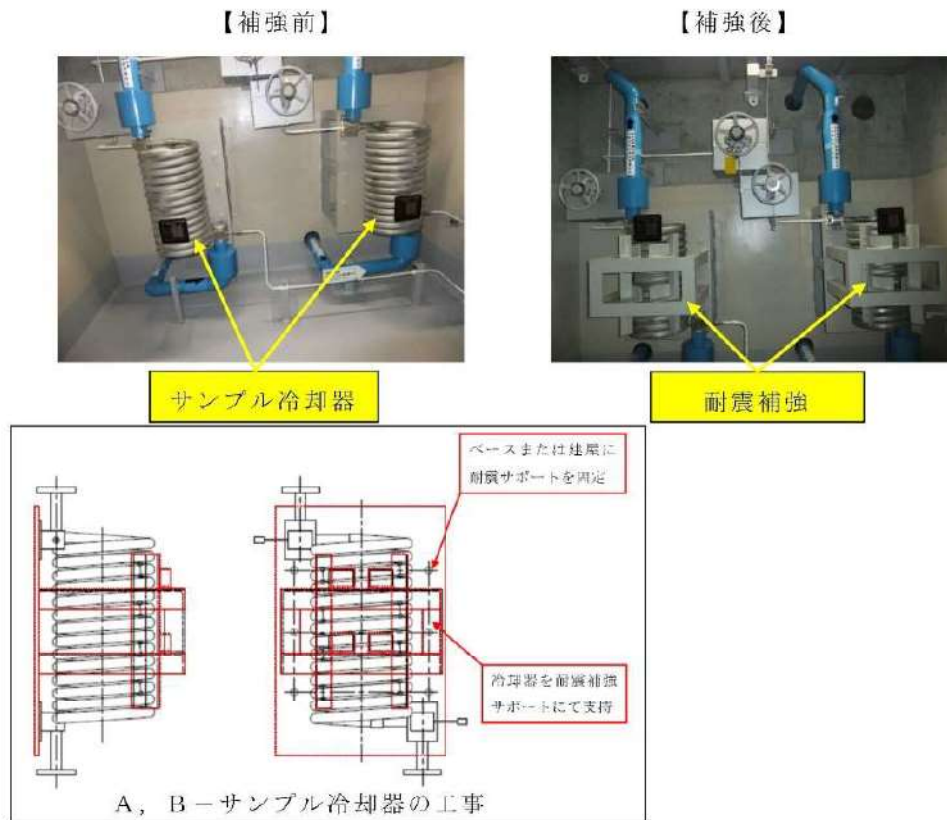 【補強前】
【補強後】
サンプル冷却器
耐震補強
ベースまたは建屋に
耐震サポートを固定
冷却器を耐震補強
サポートにて支持
A，B－サンプル冷却器の工事